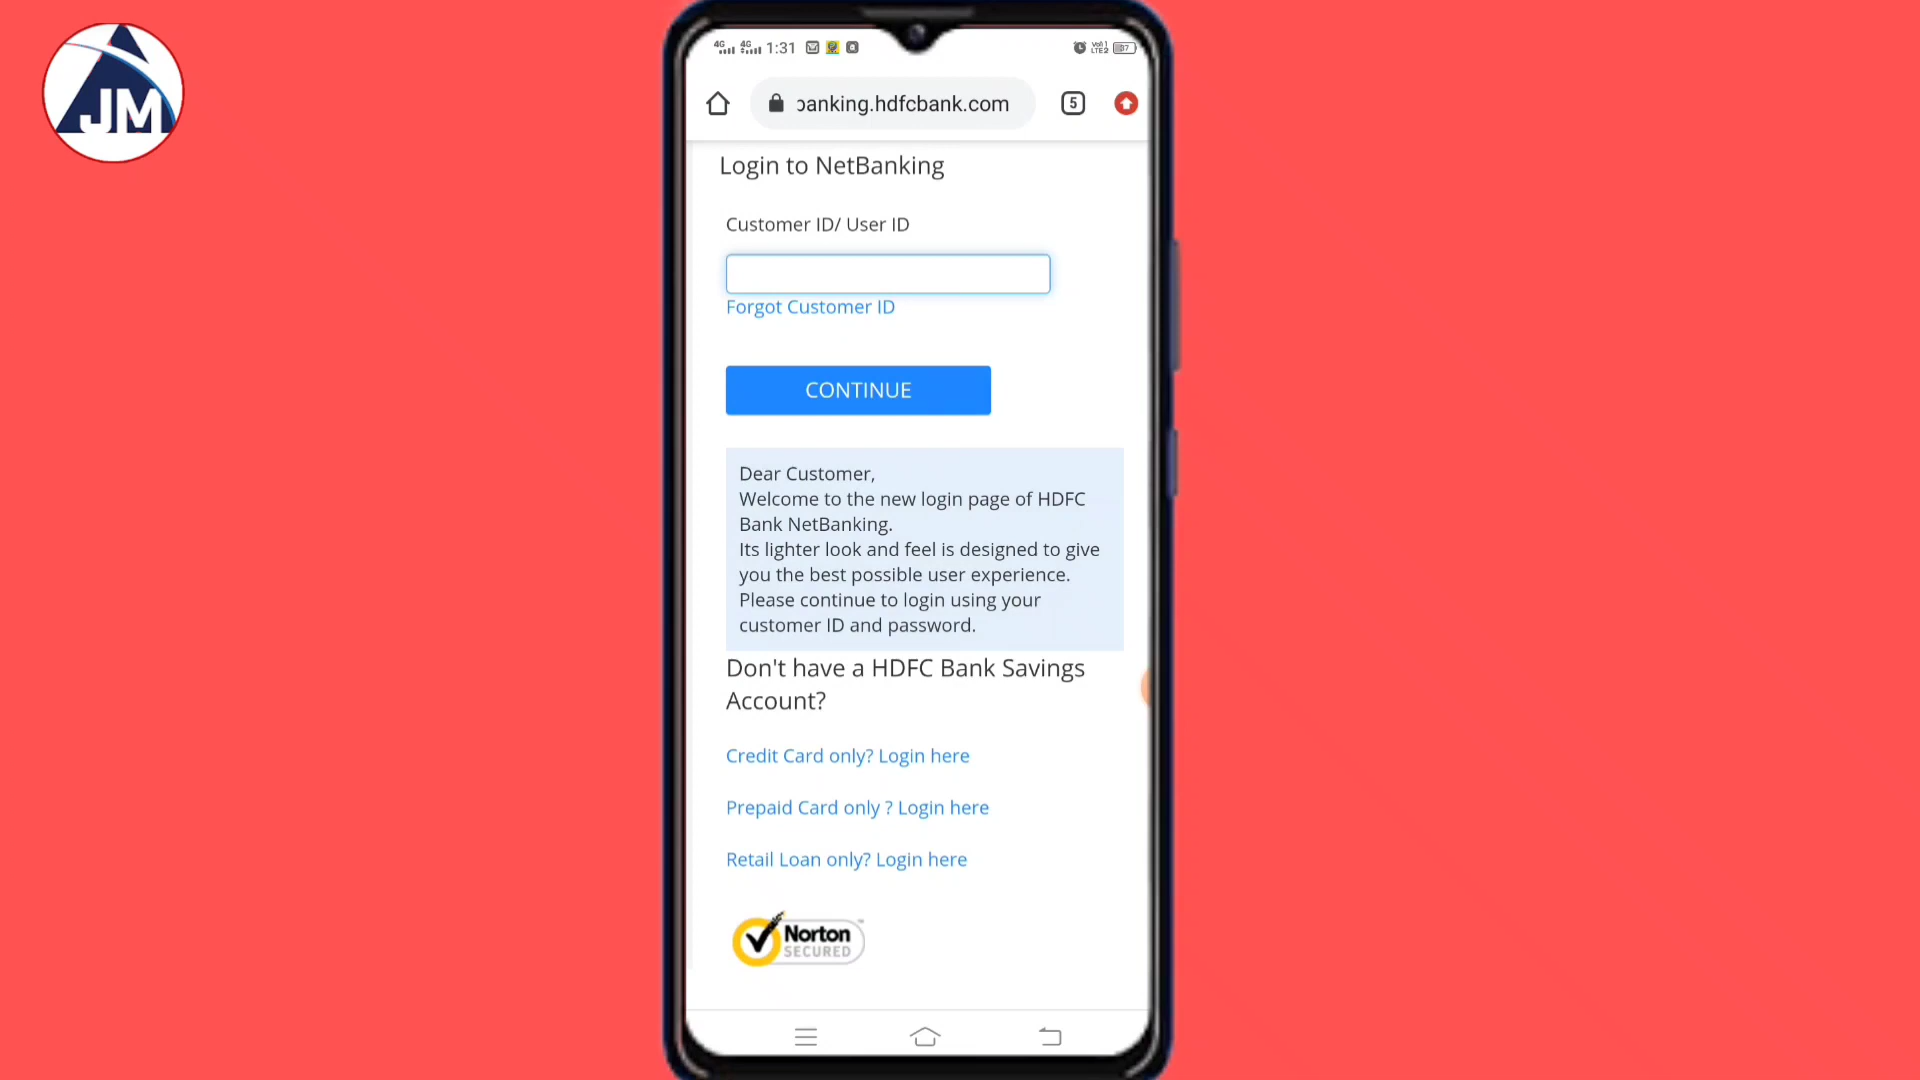 JM
4G 4G 1:31
5
banking.hdfcbank.com
Login to NetBanking
Customer ID/ User ID
Forgot Customer ID
CONTINUE
Dear Customer,
Welcome to the new login page of HDFC
Bank NetBanking.
Its lighter look and feel is designed to give
you the best possible user experience.
Please continue to login using your
customer ID and password.
Don't have a HDFC Bank Savings
Account?
Credit Card only? Login here
Prepaid Card only ? Login here
Retail Loan only? Login here
Norton
SECURED